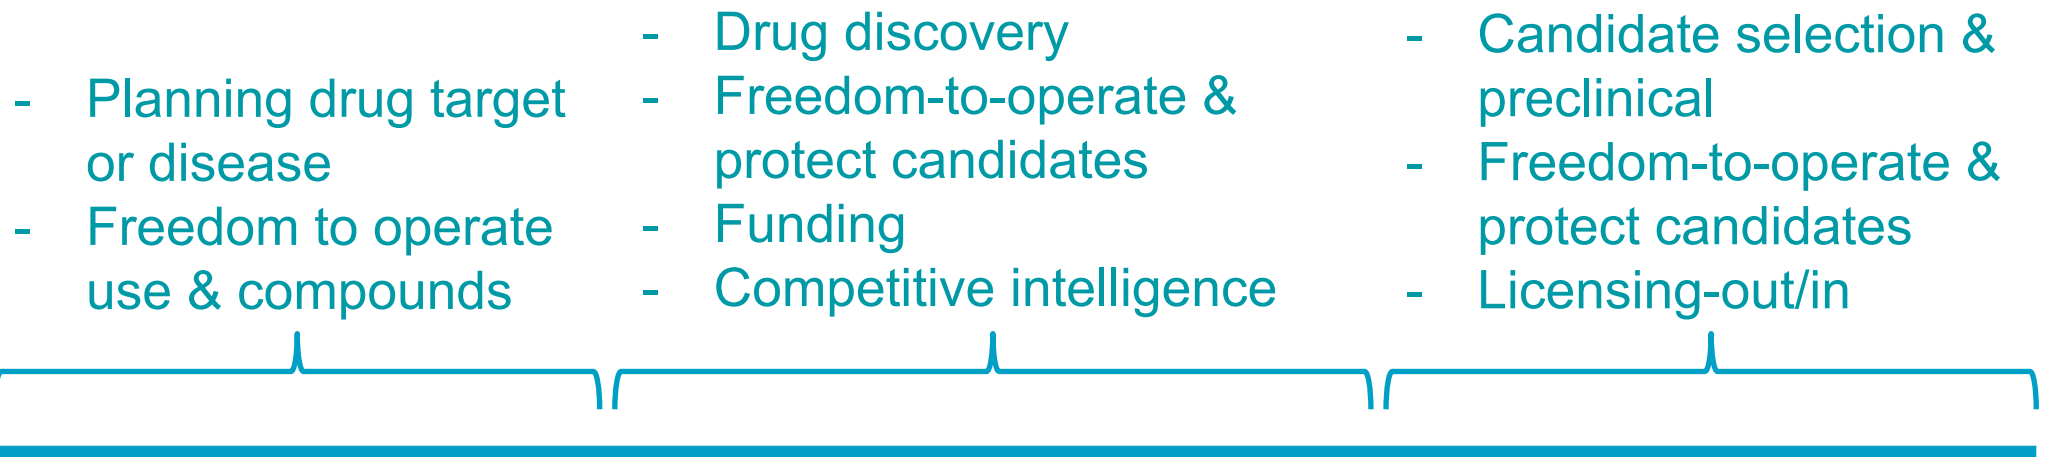 - Planning drug target
or disease
- Freedom to operate
use & compounds
- Drug discovery
- Freedom-to-operate &
protect candidates
- Funding
- Competitive intelligence
- Candidate selection &
preclinical
- Freedom-to-operate &
protect candidates
- Licensing-out/in